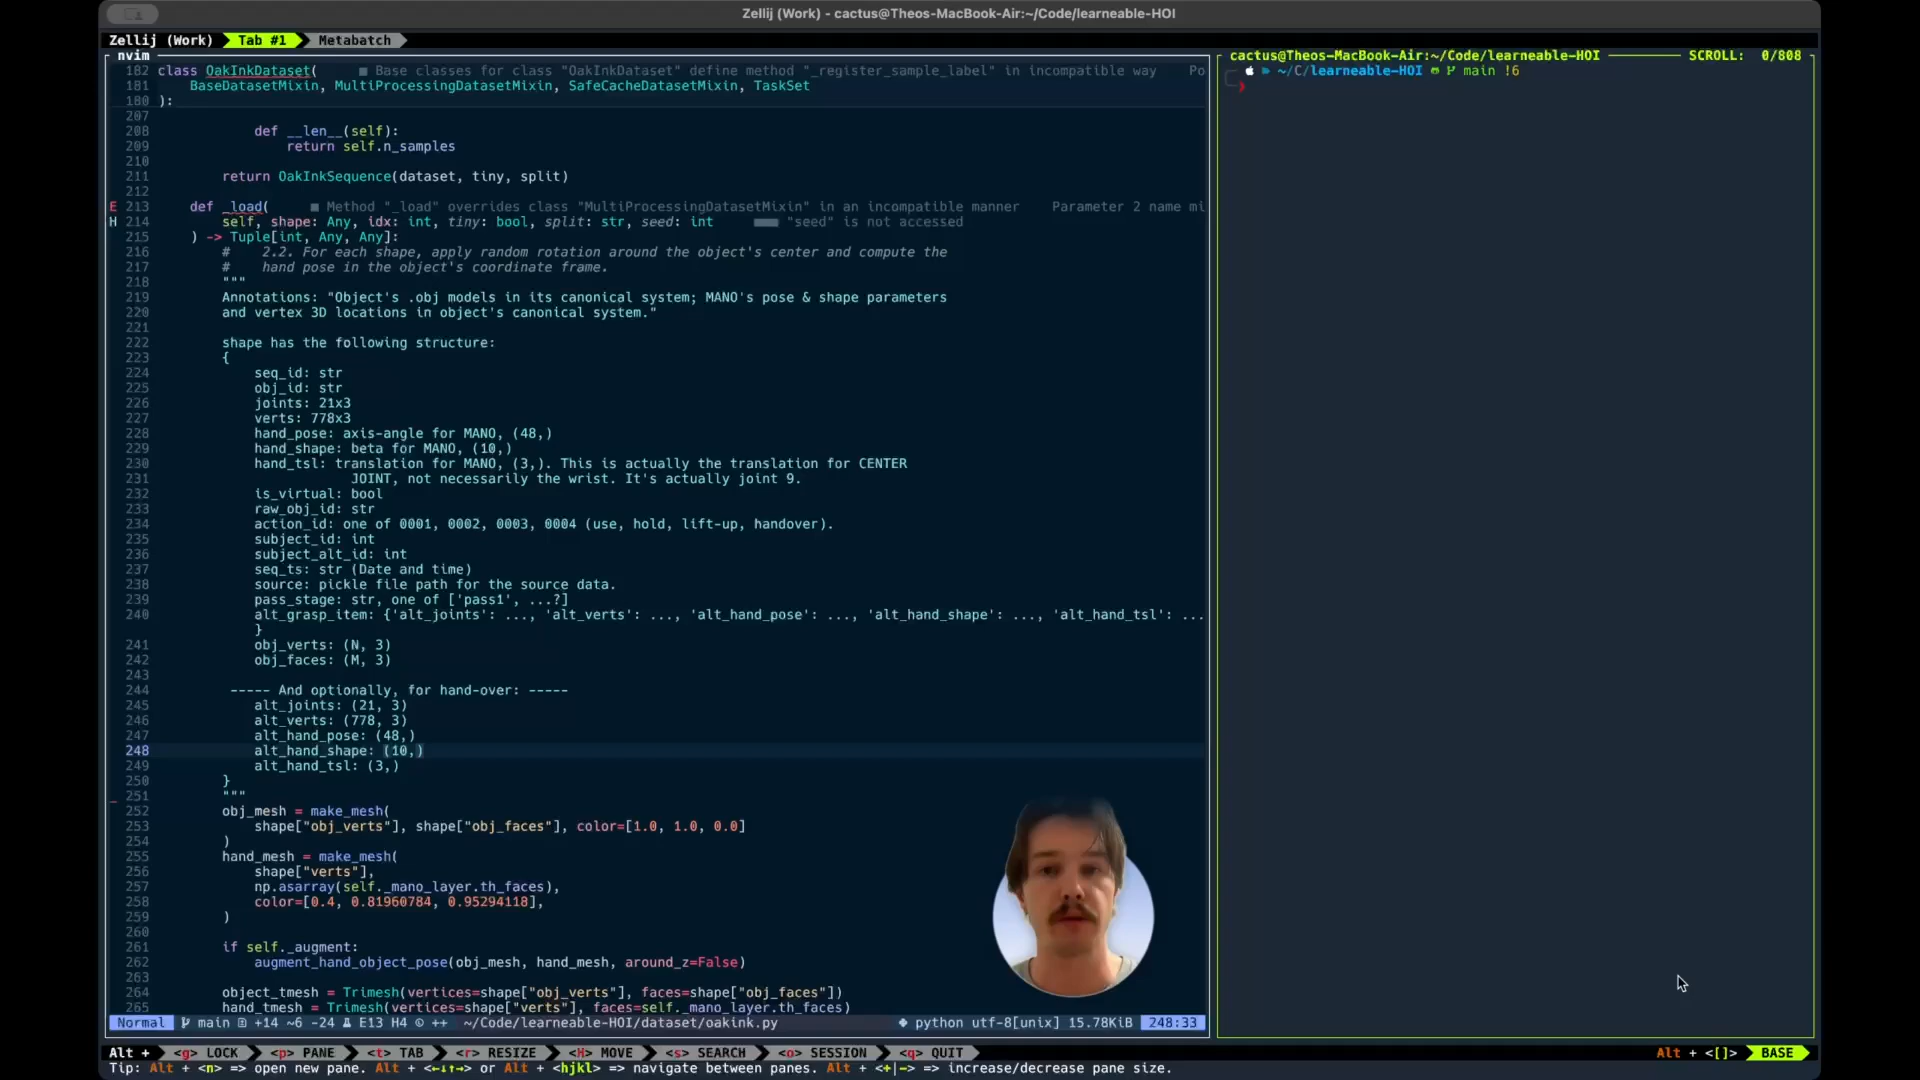 Zellij (Work) - cactus@Theos-MacBook-Air:~/Code/learneable-HOI
Zellij (Work) Tab #1 Metabatch
nvim
182 class OakInkDataset( ■ Base classes for class "OakInkDataset" define method "_register_sample_label" in incompatible way Po
181 BaseDatasetMixin, MultiProcessingDatasetMixin, SafeCacheDatasetMixin, TaskSet
180 ):
207
208 def __len__(self):
209 return self.n_samples
210
211 return OakInkSequence(dataset, tiny, split)
212
E 213 def _load( ■ Method "_load" overrides class "MultiProcessingDatasetMixin" in an incompatible manner Parameter 2 name mi
H 214 self, shape: Any, idx: int, tiny: bool, split: str, seed: int "seed" is not accessed
215 ) -> Tuple[int, Any, Any]:
216 # 2.2. For each shape, apply random rotation around the object's center and compute the
217 # hand pose in the object's coordinate frame.
218 """
219 Annotations: "Object's .obj models in its canonical system; MANO's pose & shape parameters
220 and vertex 3D locations in object's canonical system."
221
222 shape has the following structure:
223 {
224 seq_id: str
225 obj_id: str
226 joints: 21x3
227 verts: 778x3
228 hand_pose: axis-angle for MANO, (48,)
229 hand_shape: beta for MANO, (10,)
230 hand_tsl: translation for MANO, (3,). This is actually the translation for CENTER
231 JOINT, not necessarily the wrist. It's actually joint 9.
232 is_virtual: bool
233 raw_obj_id: str
234 action_id: one of 0001, 0002, 0003, 0004 (use, hold, lift-up, handover).
235 subject_id: int
236 subject_alt_id: int
237 seq_ts: str (Date and time)
238 source: pickle file path for the source data.
239 pass_stage: str, one of ['pass1', ...?]
240 alt_grasp_item: {'alt_joints': ..., 'alt_verts': ..., 'alt_hand_pose': ..., 'alt_hand_shape': ..., 'alt_hand_tsl': ...
}
241 obj_verts: (N, 3)
242 obj_faces: (M, 3)
243
244 ----- And optionally, for hand-over: -----
245 alt_joints: (21, 3)
246 alt_verts: (778, 3)
247 alt_hand_pose: (48,)
248 alt_hand_shape: (10,)
249 alt_hand_tsl: (3,)
250 }
_ 251 """
252 obj_mesh = make_mesh(
253 shape["obj_verts"], shape["obj_faces"], color=[1.0, 1.0, 0.0]
254 )
255 hand_mesh = make_mesh(
256 shape["verts"],
257 np.asarray(self._mano_layer.th_faces),
258 color=[0.4, 0.81960784, 0.95294118],
259 )
260
261 if self._augment:
262 augment_hand_object_pose(obj_mesh, hand_mesh, around_z=False)
263
264 object_tmesh = Trimesh(vertices=shape["obj_verts"], faces=shape["obj_faces"])
265 hand_tmesh = Trimesh(vertices=shape["verts"], faces=self._mano_layer.th_faces)
Normal main +14 ~6 -24 E13 H4 ++ ~/Code/learneable-HOI/dataset/oakink.py python utf-8[unix] 15.78KiB 248:33
cactus@Theos-MacBook-Air:~/Code/learneable-HOI SCROLL: 0/808
~/C/learneable-HOI main !6
Alt + <g> LOCK <p> PANE <t> TAB <r> RESIZE <H> MOVE <s> SEARCH <o> SESSION <q> QUIT Alt + <[]> BASE
Tip: Alt + <n> => open new pane. Alt + <←↓↑→> or Alt + <hjkl> => navigate between panes. Alt + <+|-> => increase/decrease pane size.